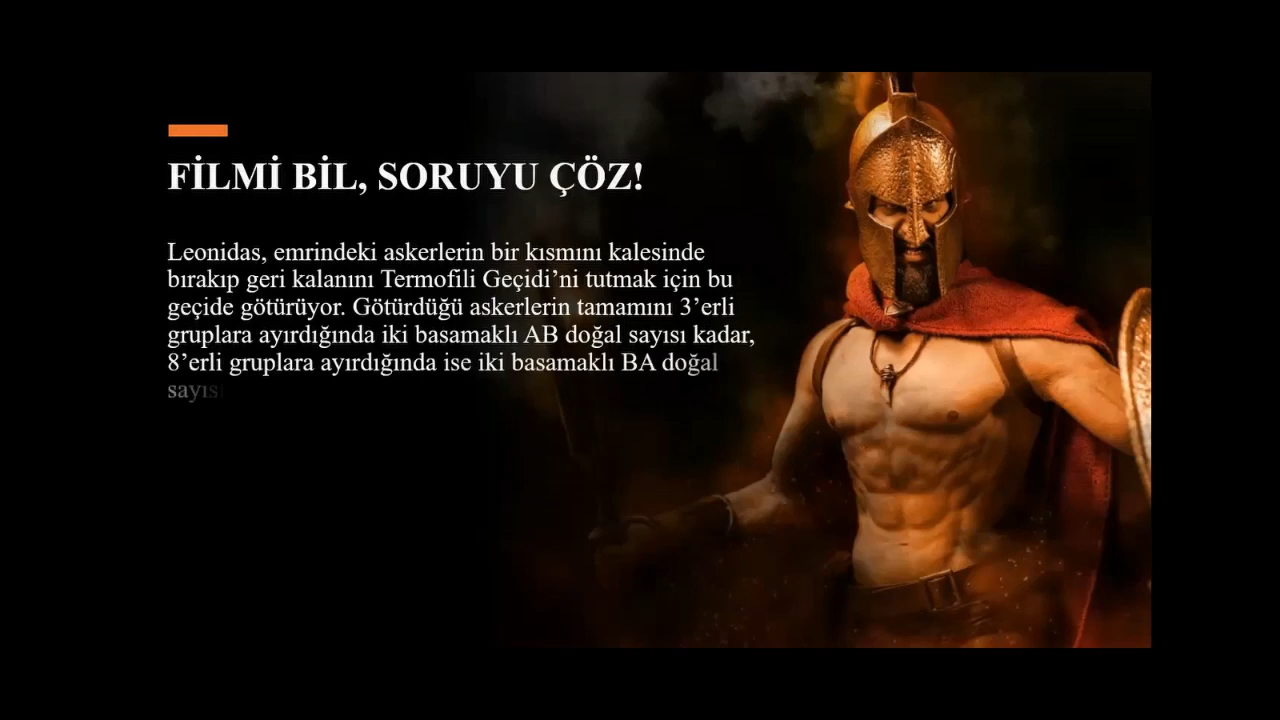 FİLMİ BİL, SORUYU ÇÖZ!
Leonidas, emrindeki askerlerin bir kısmını kalesinde
bırakıp geri kalanını Termofili Geçidi’ni tutmak için bu
geçide götürüyor. Götürdüğü askerlerin tamamını 3’erli
gruplara ayırdığında iki basamaklı AB doğal sayısı kadar,
8’erli gruplara ayırdığında ise iki basamaklı BA doğal